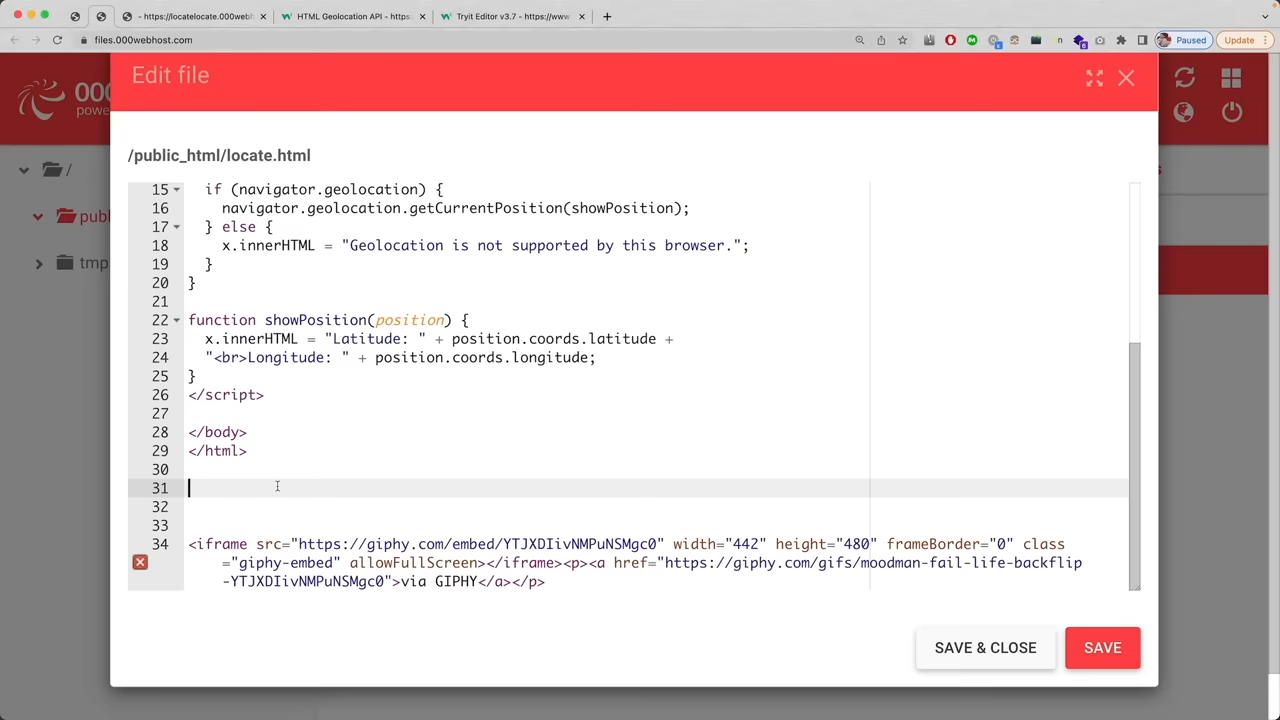 - https://locatelocate.000webh
HTML Geolocation API - https:
Tryit Editor v3.7 - https://www
files.000webhost.com
Paused
Update
Edit file
000
powe
/public_html/locate.html
/
publ
tmp
15 if (navigator.geolocation) {
16 navigator.geolocation.getCurrentPosition(showPosition);
17 } else {
18 x.innerHTML = "Geolocation is not supported by this browser.";
19 }
20 }
21
22 function showPosition(position) {
23 x.innerHTML = "Latitude: " + position.coords.latitude +
24 "<br>Longitude: " + position.coords.longitude;
25 }
26 </script>
27
28 </body>
29 </html>
30
31
32
33
34 <iframe src="https://giphy.com/embed/YTJXDIivNMPuNSMgc0" width="442" height="480" frameBorder="0" class
="giphy-embed" allowFullScreen></iframe><p><a href="https://giphy.com/gifs/moodman-fail-life-backflip
-YTJXDIivNMPuNSMgc0">via GIPHY</a></p>
SAVE & CLOSE
SAVE